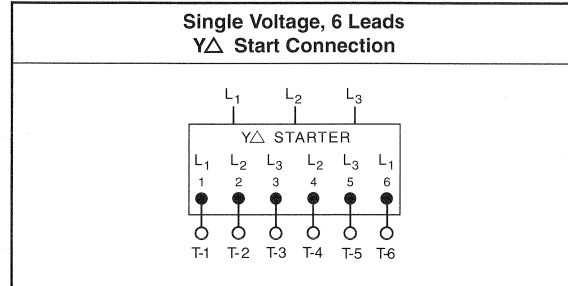 Single Voltage, 6 Leads
Y△ Start Connection
L₁ L₂ L₃
Y△ STARTER
L₁ L₂ L₃ L₂ L₃ L₁
1 2 3 4 5 6
T-1 T-2 T-3 T-4 T-5 T-6